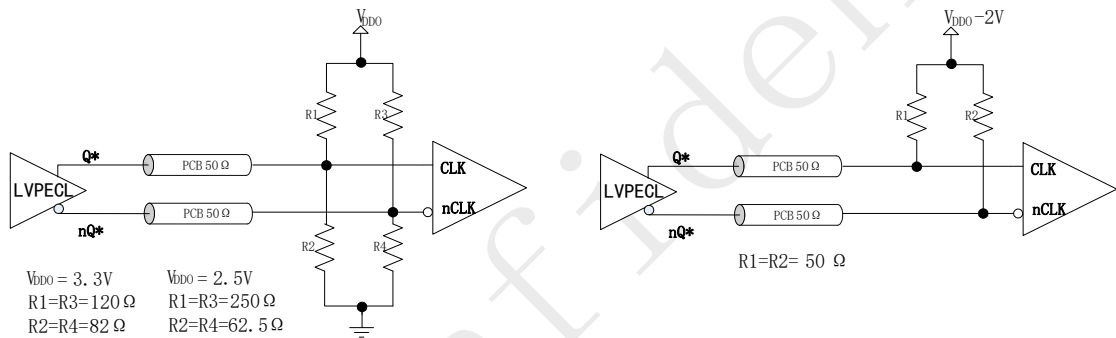 VDDO
R1
R3
Q*
PCB 50 Ω
LVPECL
CLK
PCB 50 Ω
nCLK
nQ*
R2
R4
VDDO = 3.3V
R1=R3=120 Ω
R2=R4=82 Ω
VDDO = 2.5V
R1=R3=250 Ω
R2=R4=62.5 Ω
VDDO-2V
R1
R2
Q*
PCB 50 Ω
LVPECL
CLK
PCB 50 Ω
nCLK
nQ*
R1=R2= 50 Ω